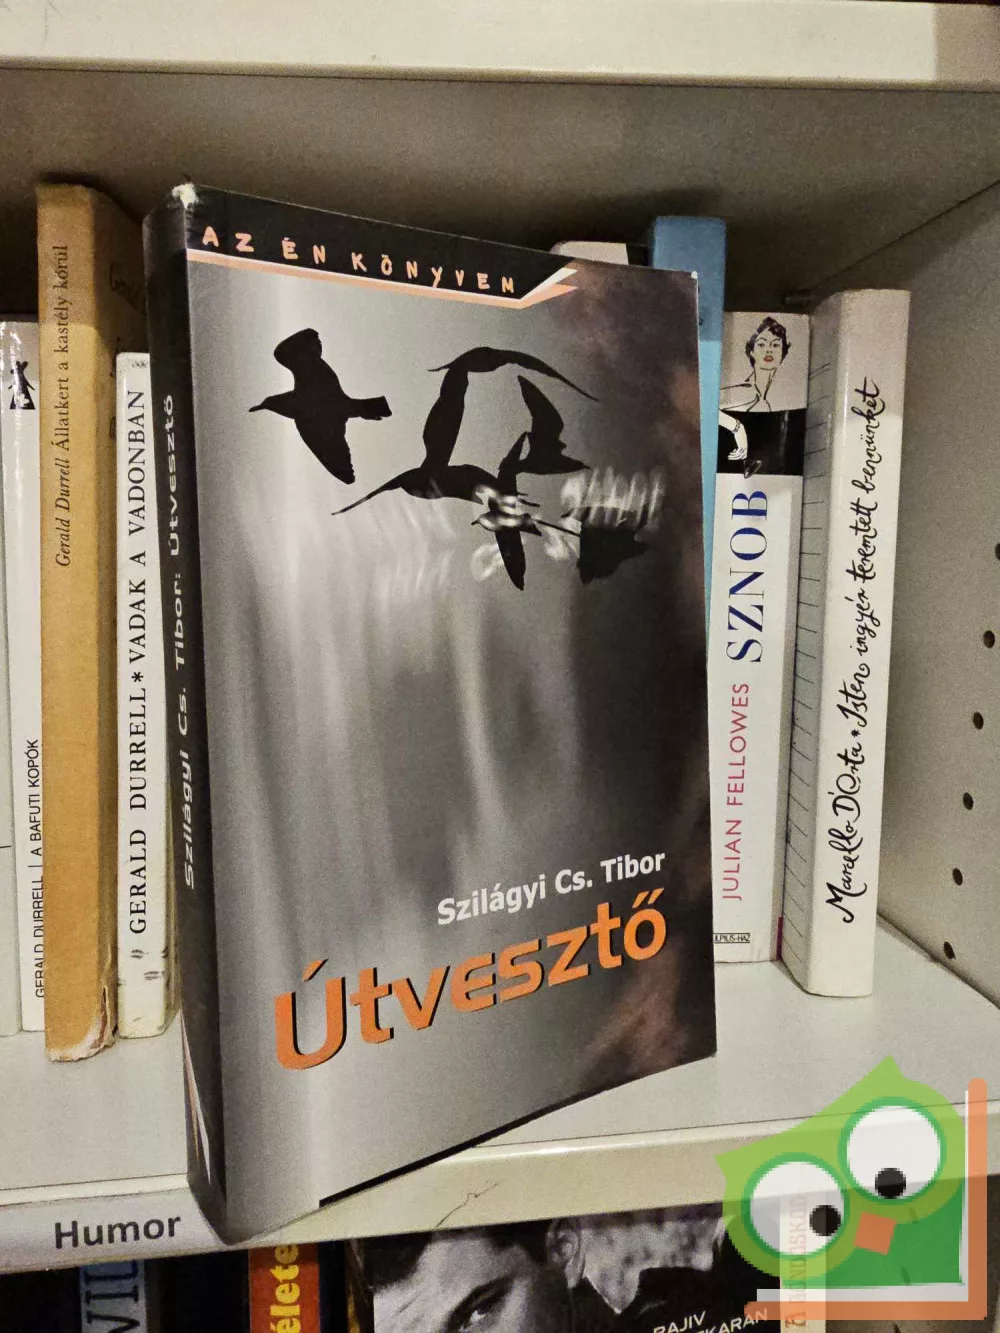 AZ ÉN KÖNYVEM
Szilágyi Cs. Tibor
Útvesztő
Szilágyi Cs. Tibor: Útvesztő
GERALD DURRELL | A BAFUTI KOPÓK
Gerald Durrell Állatkert a kastély körül
GERALD DURRELL * VADAK A VADONBAN
JULIAN FELLOWES SZNOB
Marcello D'Orta * Isten ingyér teremtett bennünket
Humor
élete
RAJIV